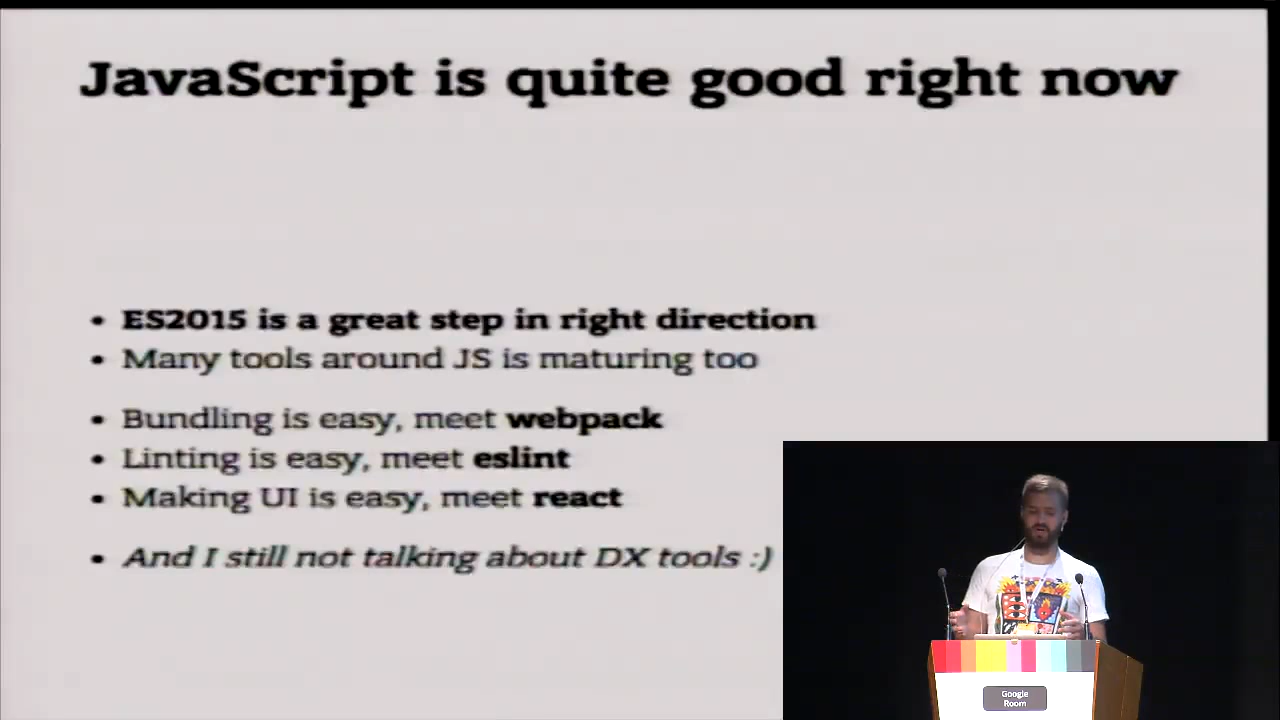 JavaScript is quite good right now
• ES2015 is a great step in right direction
• Many tools around JS is maturing too
• Bundling is easy, meet webpack
• Linting is easy, meet eslint
• Making UI is easy, meet react
• And I still not talking about DX tools :)
Google
Room